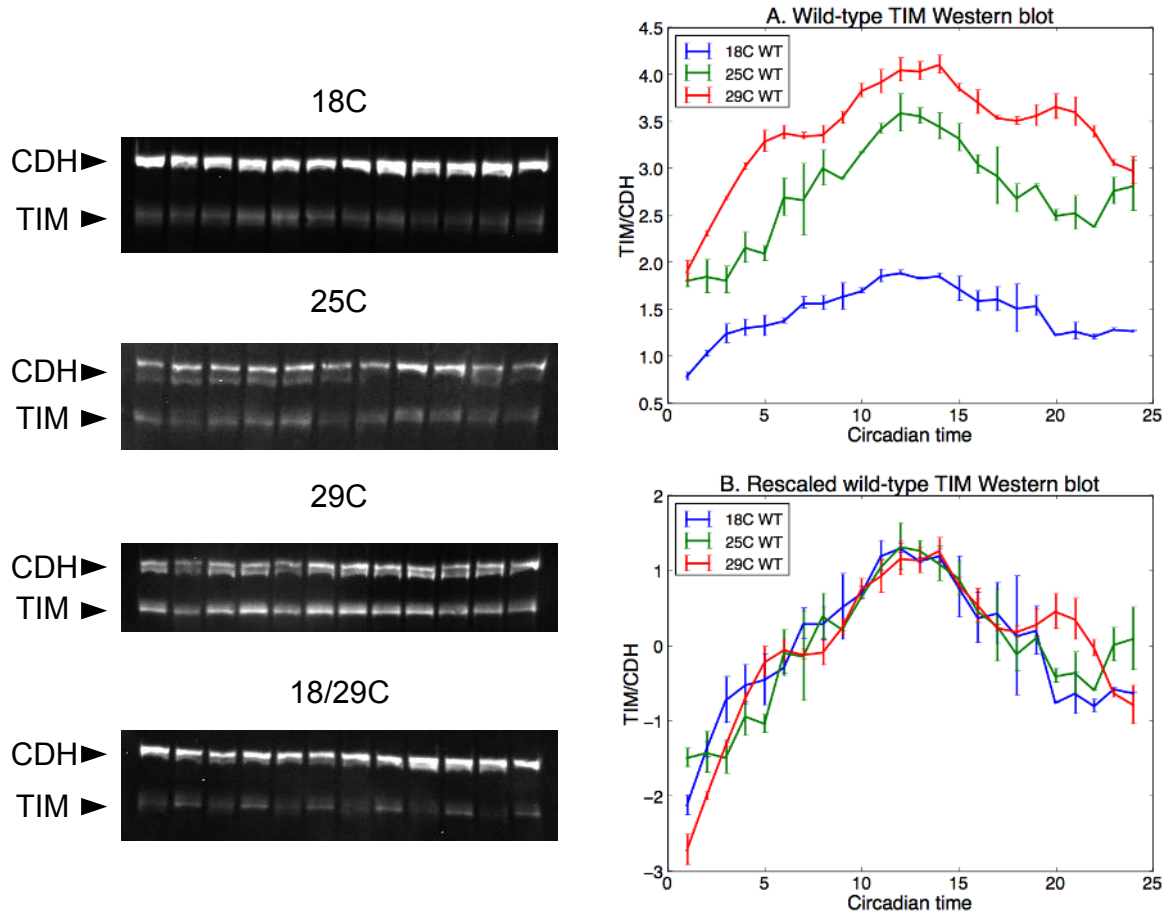 18C
CDH
TIM
25C
CDH
TIM
29C
CDH
TIM
18/29C
CDH
TIM
A. Wild-type TIM Western blot
18C WT
25C WT
29C WT
4.5
4.0
3.5
3.0
2.5
2.0
1.5
1.0
0.5
TIM/CDH
0 5 10 15 20 25
Circadian time
B. Rescaled wild-type TIM Western blot
18C WT
25C WT
29C WT
2
1
0
−1
−2
−3
TIM/CDH
0 5 10 15 20 25
Circadian time